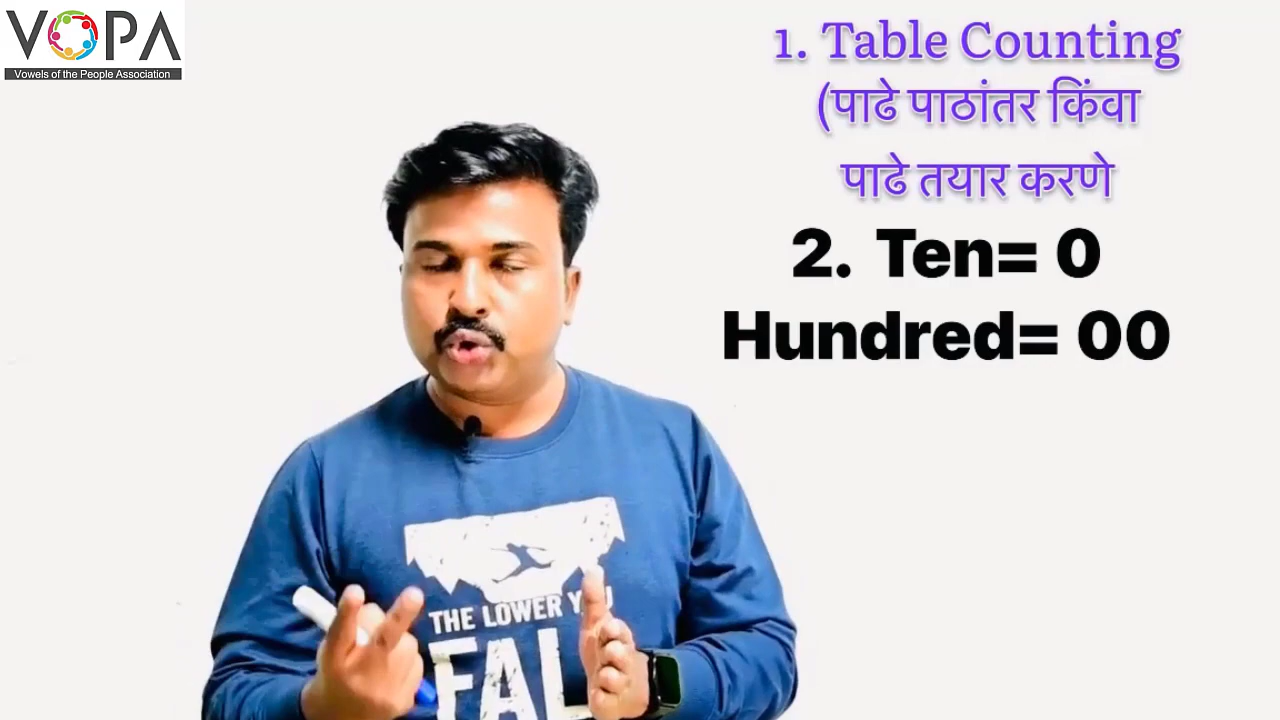 VOPA
Vowels of the People Association
1. Table Counting
(पाढे पाठांतर किंवा
पाढे तयार करणे
2. Ten= 0
Hundred= 00
THE LOWER
FAL